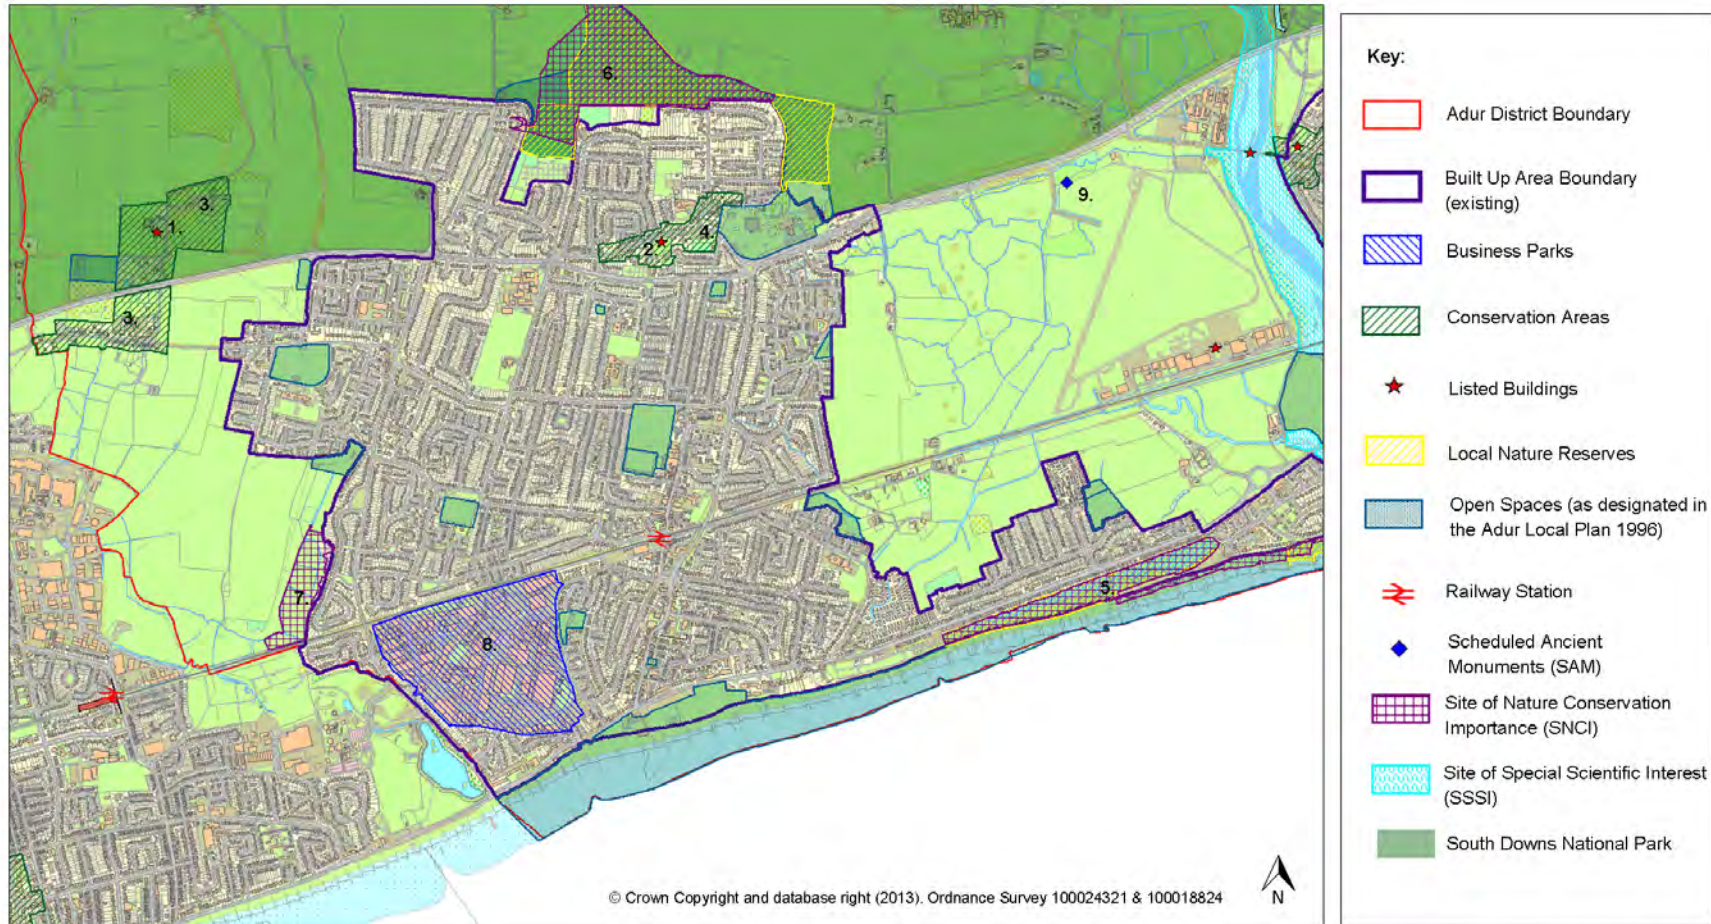 6.
3.
1.
4.
2.
9.
3.
5.
7.
8.
© Crown Copyright and database right (2013). Ordnance Survey 100024321 & 100018824
N
Key:
Adur District Boundary
Built Up Area Boundary
(existing)
Business Parks
Conservation Areas
Listed Buildings
Local Nature Reserves
Open Spaces (as designated in
the Adur Local Plan 1996)
Railway Station
Scheduled Ancient
Monuments (SAM)
Site of Nature Conservation
Importance (SNCI)
Site of Special Scientific Interest
(SSSI)
South Downs National Park